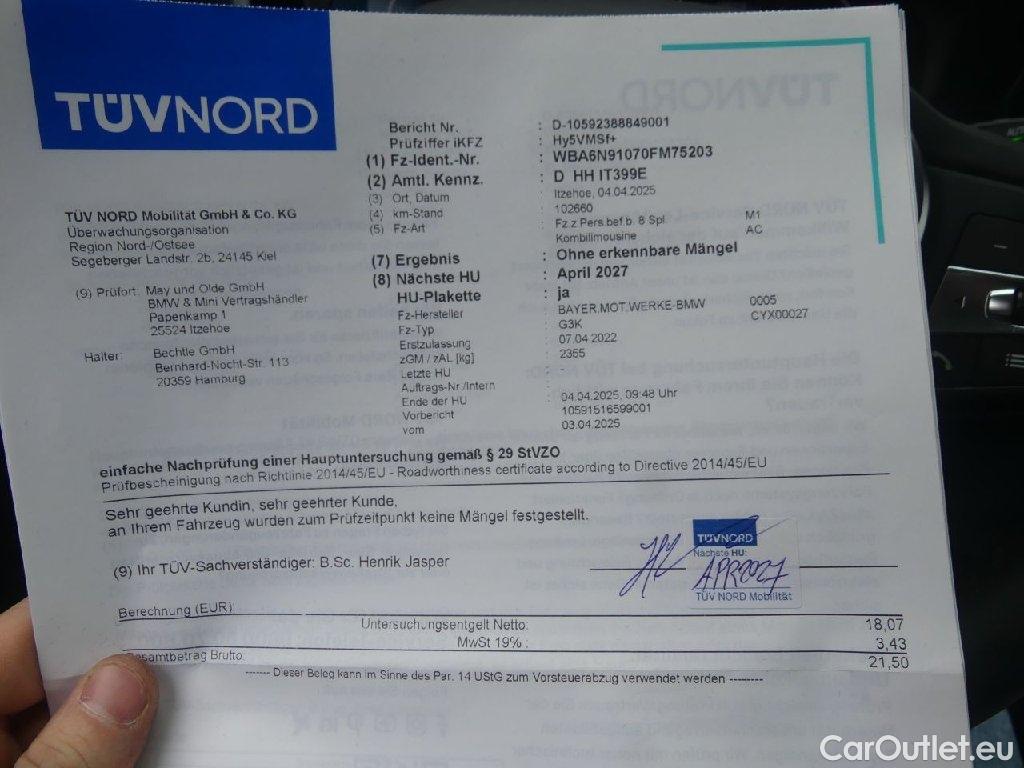 TÜVNORD
Bericht Nr. : D-10592388849001
Prüfziffer iKFZ : Hy5VMSf+
(1) Fz-Ident.-Nr. : WBA6N91070FM75203
(2) Amtl. Kennz. : D HH IT399E
(3) Ort, Datum : Itzehoe, 04.04.2025
(4) km-Stand : 102660
(5) Fz-Art : Fz.z.Pers.bef.b. 8 Spl. M1
Kombilimousine AC
(7) Ergebnis : Ohne erkennbare Mängel
(8) Nächste HU : April 2027
HU-Plakette : ja
Fz-Hersteller : BAYER.MOT.WERKE-BMW 0005
Fz-Typ : G3K CYX00027
Erstzulassung : 07.04.2022
zGM / zAL [kg] : 2355
Letzte HU :
Auftrags-Nr./Intern :
Ende der HU : 04.04.2025, 09:48 Uhr
Vorbericht : 10591516599001
vom : 03.04.2025
TÜV NORD Mobilität GmbH & Co. KG
Überwachungsorganisation
Region Nord-/Ostsee
Segeberger Landstr. 2b, 24145 Kiel
(9) Prüfort: May und Olde GmbH
BMW & Mini Vertragshändler
Papenkamp 1
25524 Itzehoe
Halter: Bechtle GmbH
Bernhard-Nocht-Str. 113
20359 Hamburg
einfache Nachprüfung einer Hauptuntersuchung gemäß § 29 StVZO
Prüfbescheinigung nach Richtlinie 2014/45/EU - Roadworthiness certificate according to Directive 2014/45/EU
Sehr geehrte Kundin, sehr geehrter Kunde,
an Ihrem Fahrzeug wurden zum Prüfzeitpunkt keine Mängel festgestellt.
(9) Ihr TÜV-Sachverständiger: B.Sc. Henrik Jasper
TÜVNORD
Nächste HU:
APR2027
TÜV NORD Mobilität
Berechnung (EUR):
Untersuchungsentgelt Netto: 18,07
MwSt 19% : 3,43
Gesamtbetrag Brutto: 21,50
------ Dieser Beleg kann im Sinne des Par. 14 UStG zum Vorsteuerabzug verwendet werden --------
CarOutlet.eu